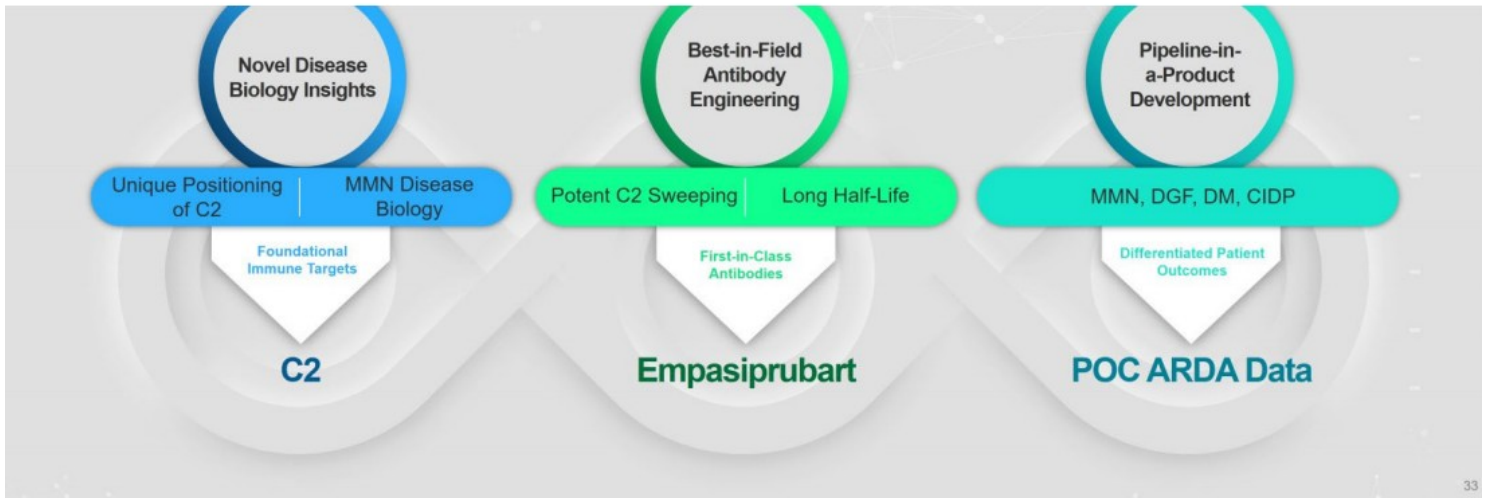 Novel Disease
Biology Insights
Unique Positioning
of C2
MMN Disease
Biology
Foundational
Immune Targets
C2
Best-in-Field
Antibody
Engineering
Potent C2 Sweeping
Long Half-Life
First-in-Class
Antibodies
Empasiprubart
Pipeline-in-
a-Product
Development
MMN, DGF, DM, CIDP
Differentiated Patient
Outcomes
POC ARDA Data
33